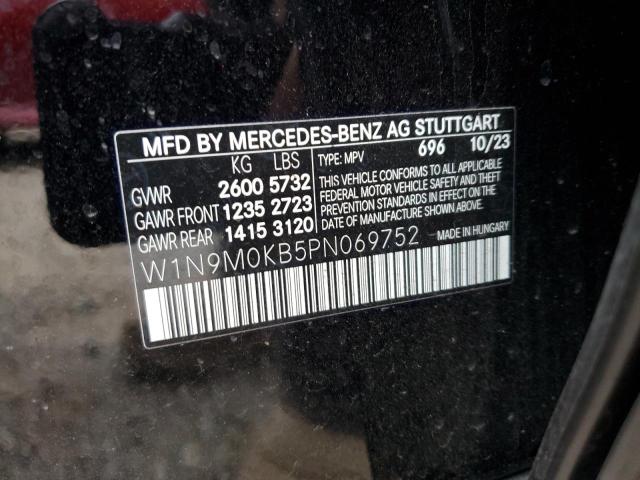 MFD BY MERCEDES-BENZ AG STUTTGART
KG LBS TYPE: MPV 696 10/23
GVWR 2600 5732
GAWR FRONT 1235 2723
GAWR REAR 1415 3120
THIS VEHICLE CONFORMS TO ALL APPLICABLE
FEDERAL MOTOR VEHICLE SAFETY AND THEFT
PREVENTION STANDARDS IN EFFECT ON THE
DATE OF MANUFACTURE SHOWN ABOVE.
MADE IN HUNGARY
W1N9M0KB5PN069752